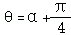 θ = α + π/4